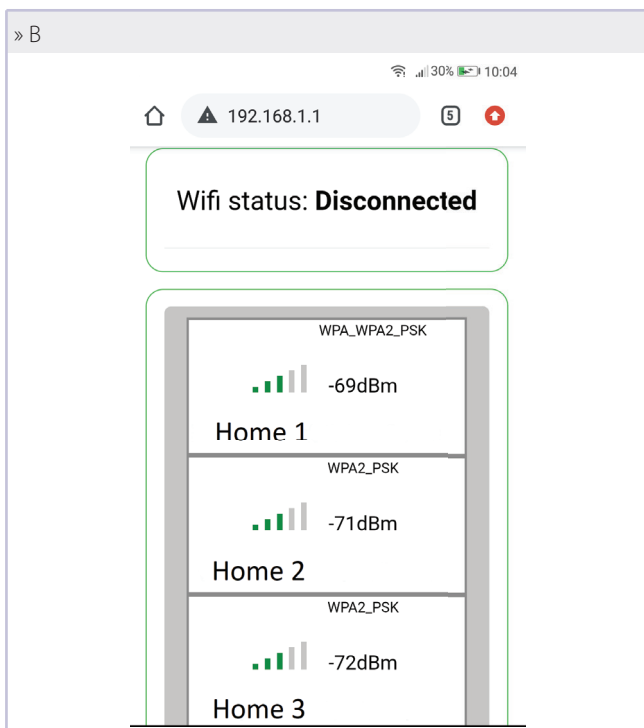 » B
30% 10:04
192.168.1.1 5
Wifi status: Disconnected
WPA_WPA2_PSK
-69dBm
Home 1
WPA2_PSK
-71dBm
Home 2
WPA2_PSK
-72dBm
Home 3